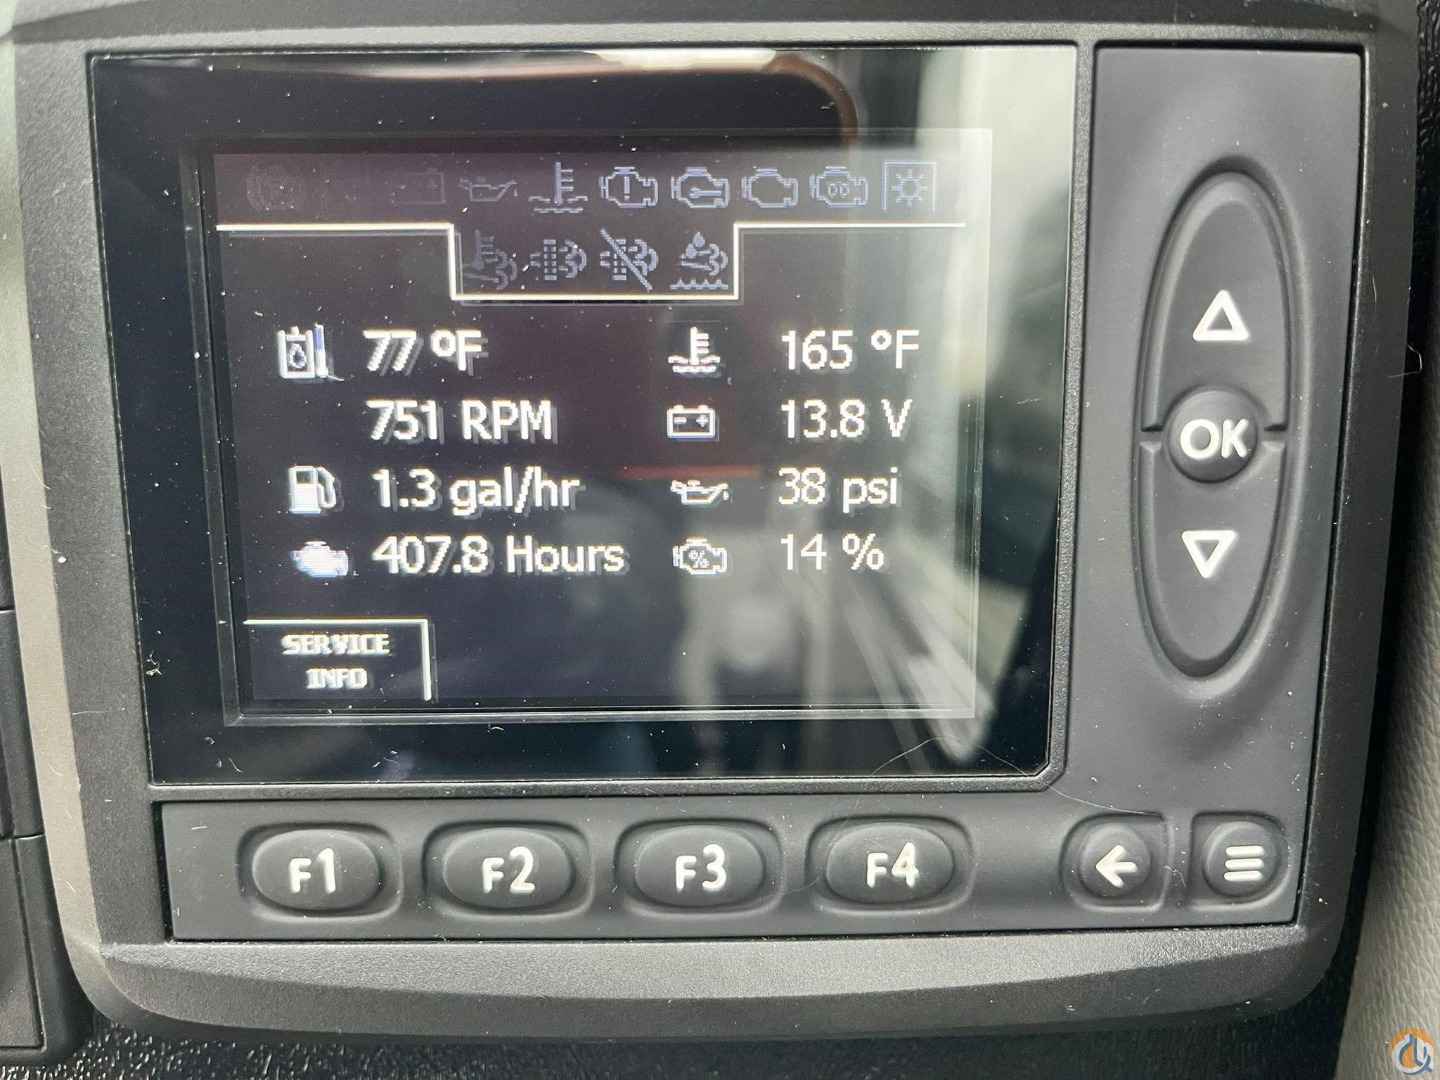 77 °F 165 °F
751 RPM 13.8 V
1.3 gal/hr 38 psi
407.8 Hours 14 %
SERVICE
INFO
OK
F1 F2 F3 F4